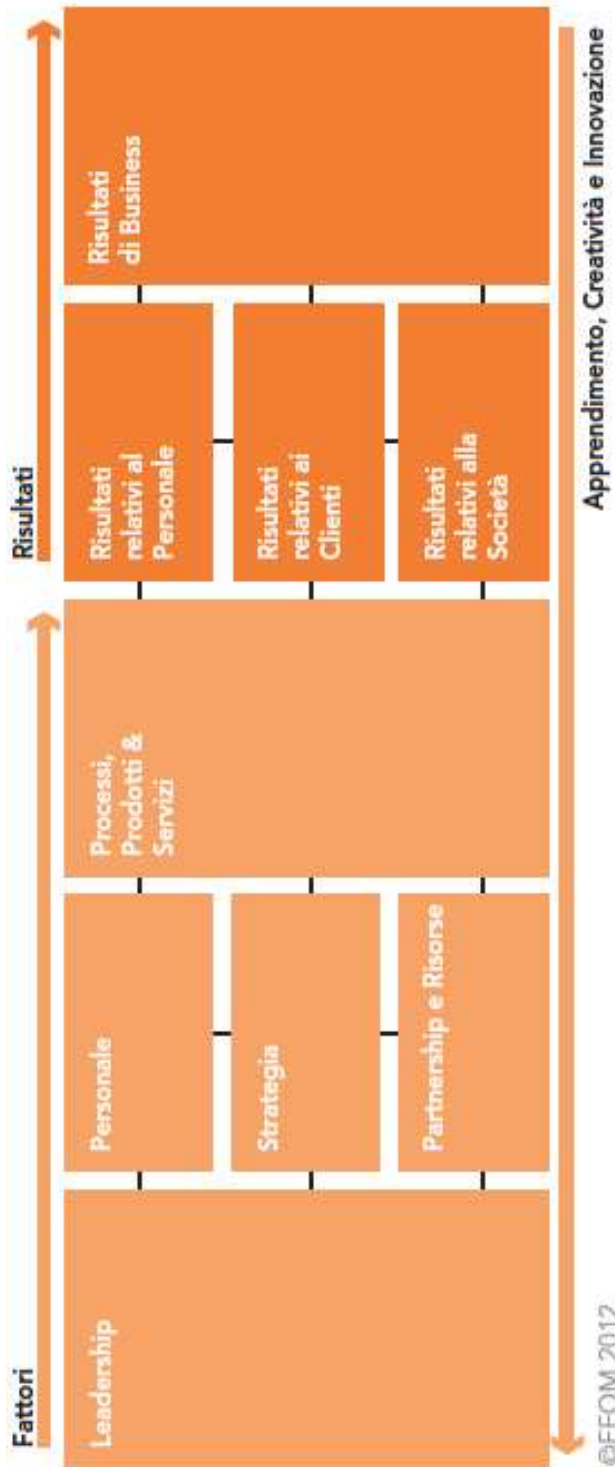 Fattori
Risultati
Leadership
Personale
Strategia
Partnership e Risorse
Processi,
Prodotti &
Servizi
Risultati
relativi al
Personale
Risultati
relativi ai
Clienti
Risultati
relativi alla
Società
Risultati
di Business
Apprendimento, Creatività e Innovazione
©EFQM 2012